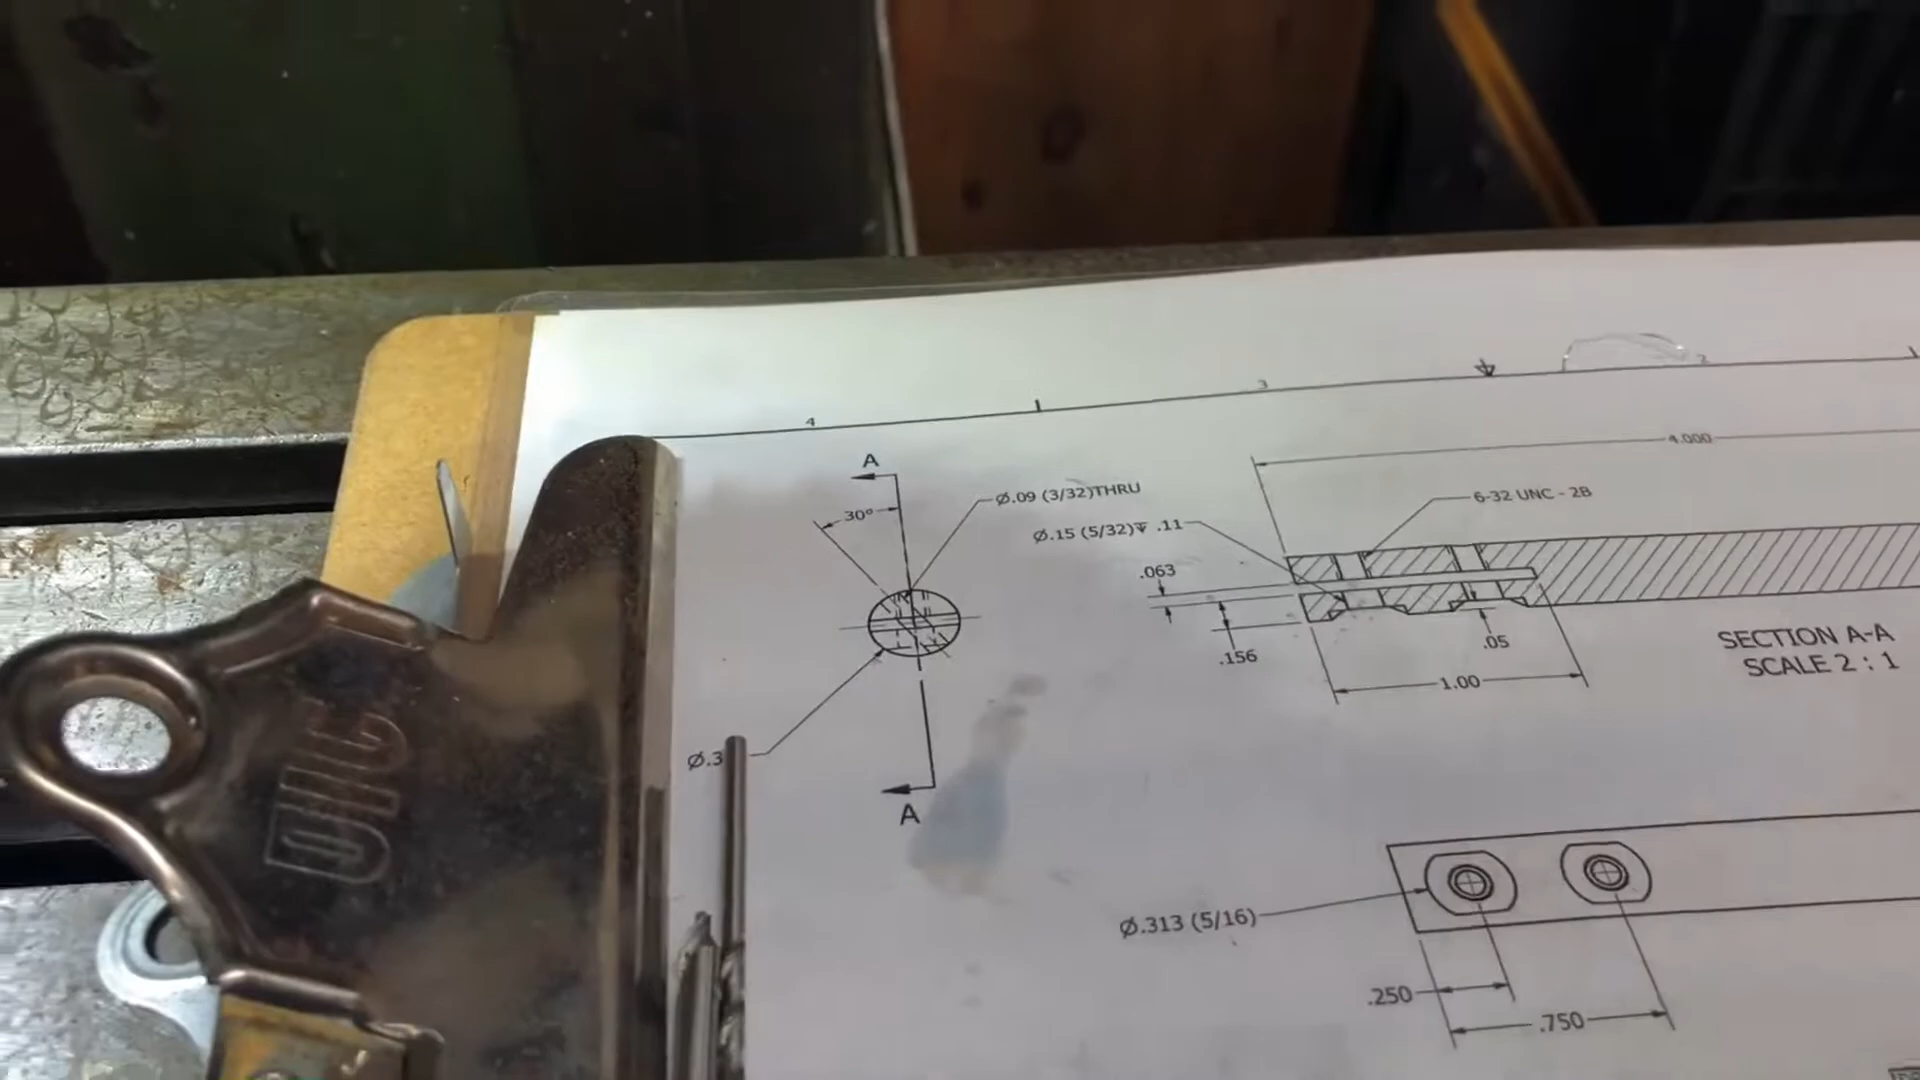 4
3
A
4.000
Ø.09 (3/32)THRU
6-32 UNC - 2B
30°
Ø.15 (5/32)↧ .11
.063
.156
.05
SECTION A-A
SCALE 2 : 1
1.00
Ø.3
A
UHC
Ø.313 (5/16)
.250
.750